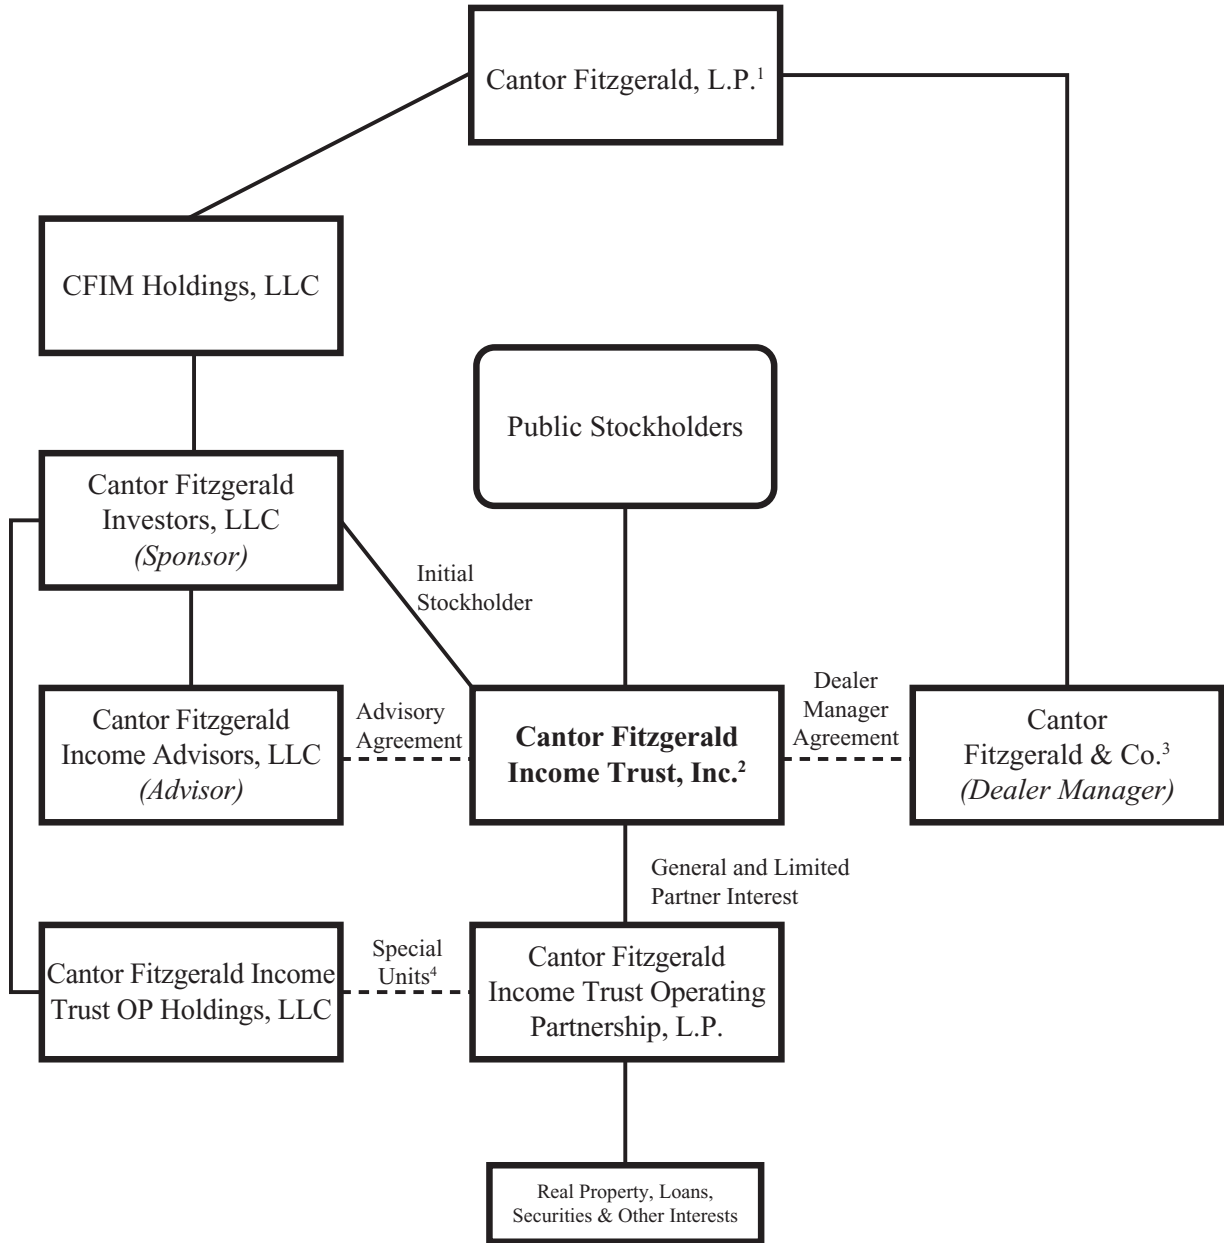 Cantor Fitzgerald, L.P.¹
CFIM Holdings, LLC
Public Stockholders
Cantor Fitzgerald
Investors, LLC
(Sponsor)
Initial
Stockholder
Cantor Fitzgerald
Income Advisors, LLC
(Advisor)
Advisory
Agreement
Cantor Fitzgerald
Income Trust, Inc.²
Dealer
Manager
Agreement
Cantor
Fitzgerald & Co.³
(Dealer Manager)
General and Limited
Partner Interest
Cantor Fitzgerald Income
Trust OP Holdings, LLC
Special
Units⁴
Cantor Fitzgerald
Income Trust Operating
Partnership, L.P.
Real Property, Loans,
Securities & Other Interests